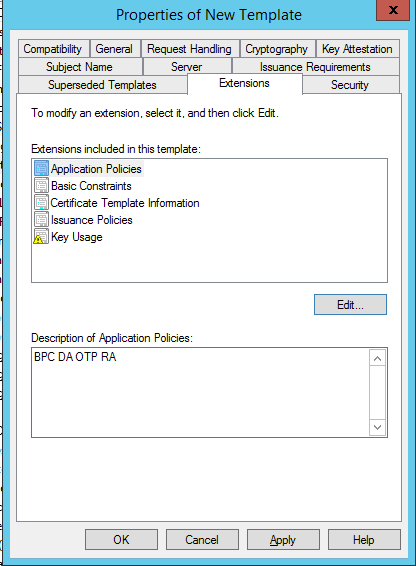 Properties of New Template
x
Compatibility General Request Handling Cryptography Key Attestation
Subject Name Server Issuance Requirements
Superseded Templates Extensions Security
To modify an extension, select it, and then click Edit.
Extensions included in this template:
Application Policies
Basic Constraints
Certificate Template Information
Issuance Policies
Key Usage
Edit...
Description of Application Policies:
BPC DA OTP RA
OK Cancel Apply Help